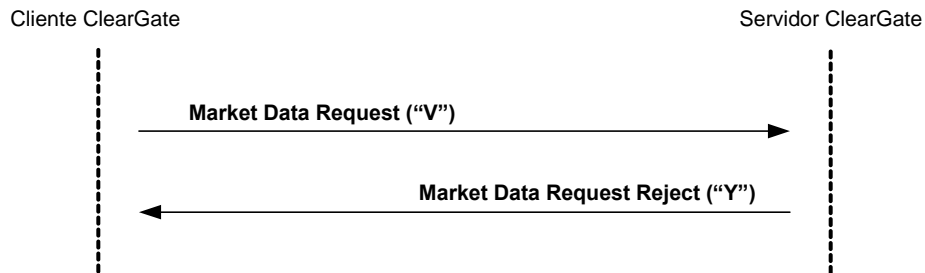 Cliente ClearGate
Servidor ClearGate
Market Data Request (“V”)
Market Data Request Reject (“Y”)